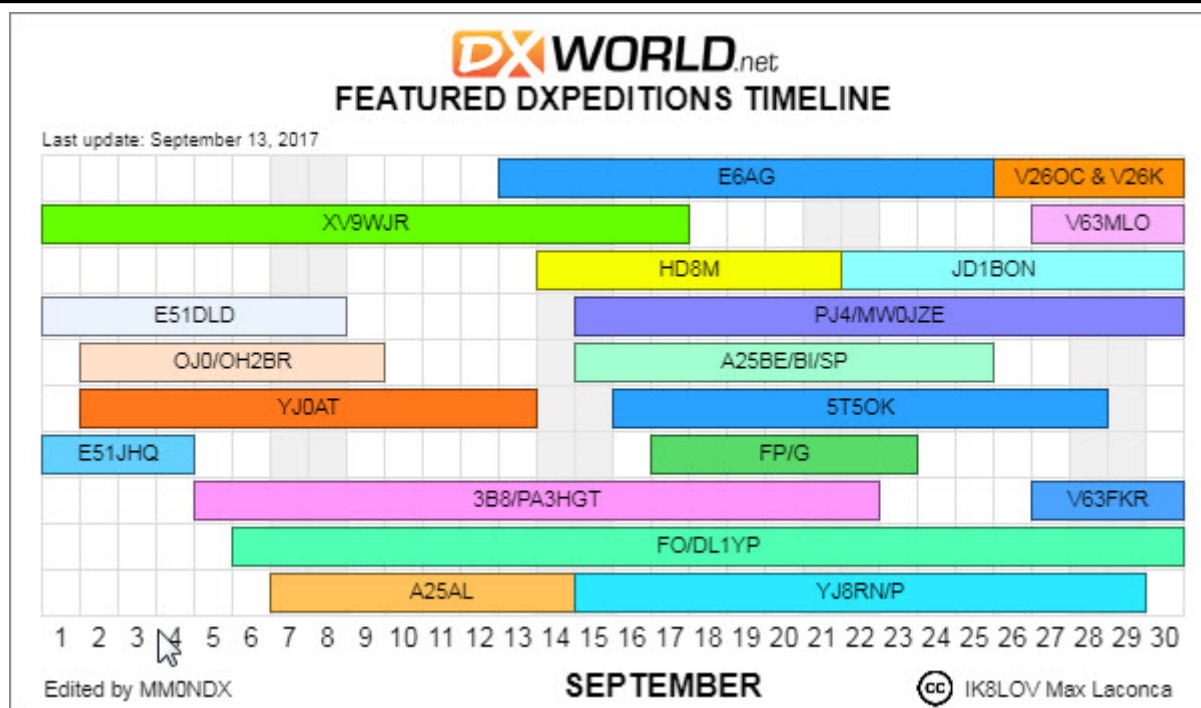 DX WORLD.net
FEATURED DXPEDITIONS TIMELINE
Last update: September 13, 2017
E6AG V26OC & V26K
XV9WJR V63MLO
HD8M JD1BON
E51DLD PJ4/MW0JZE
OJ0/OH2BR A25BE/BI/SP
YJ0AT 5T5OK
E51JHQ FP/G
3B8/PA3HGT V63FKR
FO/DL1YP
A25AL YJ8RN/P
1 2 3 4 5 6 7 8 9 10 11 12 13 14 15 16 17 18 19 20 21 22 23 24 25 26 27 28 29 30
Edited by MM0NDX SEPTEMBER cc IK8LOV Max Laconca